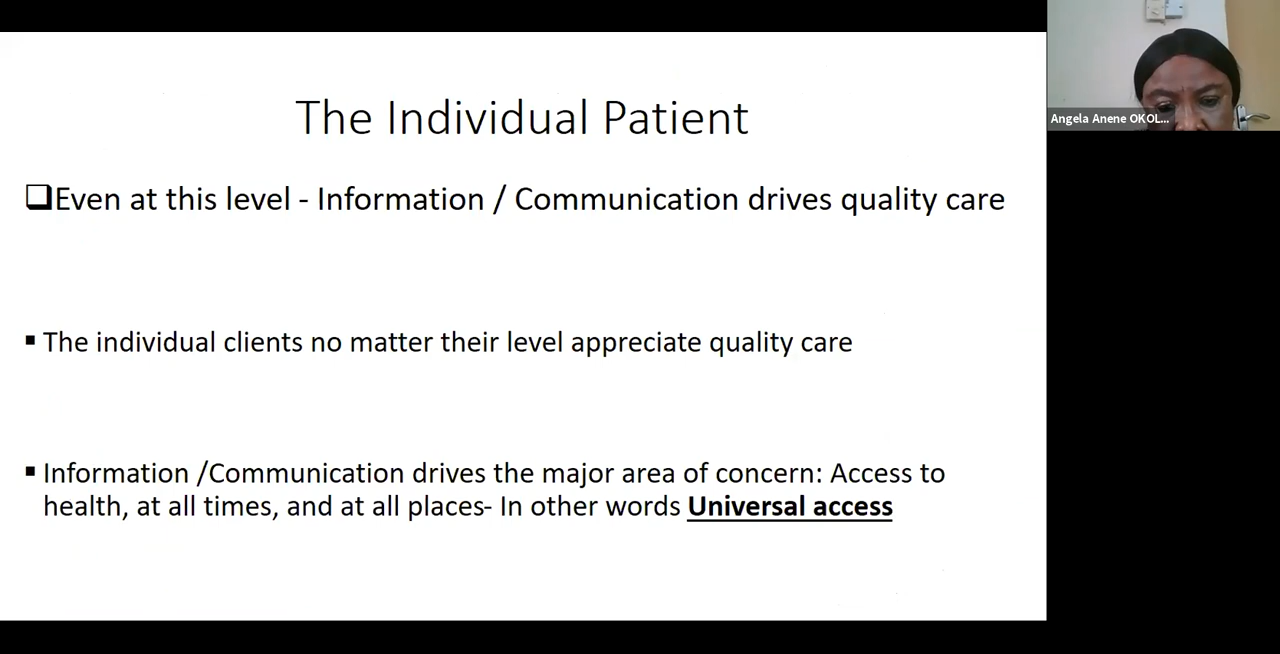 The Individual Patient
❑Even at this level - Information / Communication drives quality care
▪ The individual clients no matter their level appreciate quality care
▪ Information /Communication drives the major area of concern: Access to
health, at all times, and at all places- In other words Universal access
Angela Anene OKOL...